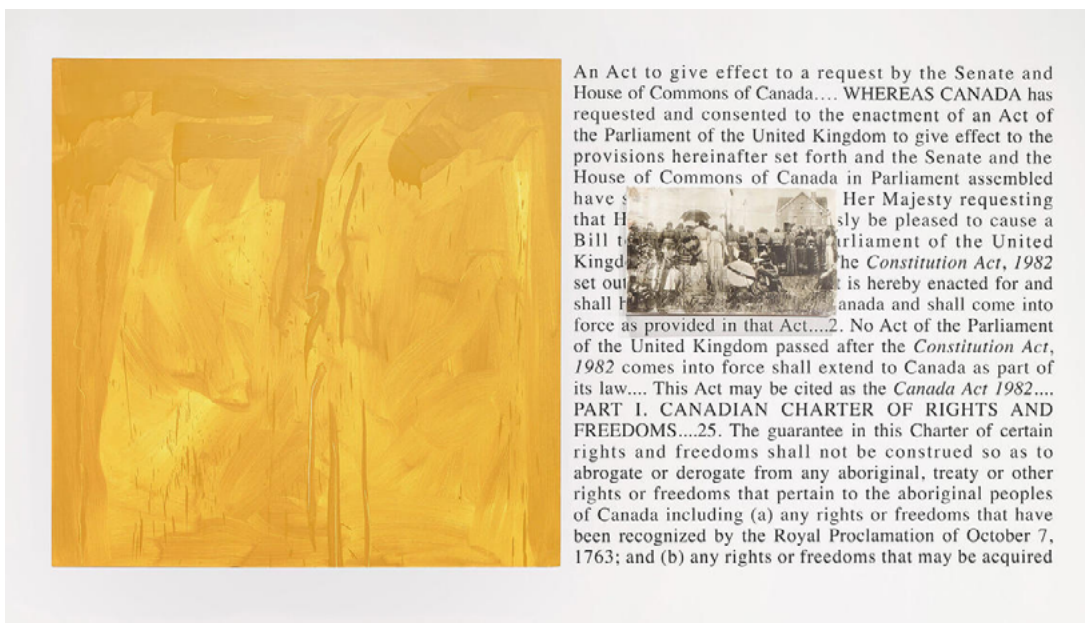 An Act to give effect to a request by the Senate and
House of Commons of Canada.... WHEREAS CANADA has
requested and consented to the enactment of an Act of
the Parliament of the United Kingdom to give effect to the
provisions hereinafter set forth and the Senate and the
House of Commons of Canada in Parliament assembled
have Her Majesty requesting
that be pleased to cause a
Bill of the United
the Constitution Act, 1982
set out is hereby enacted for and
shall and shall come into
force as provided in that Act....2. No Act of the Parliament
of the United Kingdom passed after the Constitution Act,
1982 comes into force shall extend to Canada as part of
its law.... This Act may be cited as the Canada Act 1982....
PART I. CANADIAN CHARTER OF RIGHTS AND
FREEDOMS....25. The guarantee in this Charter of certain
rights and freedoms shall not be construed so as to
abrogate or derogate from any aboriginal, treaty or other
rights or freedoms that pertain to the aboriginal peoples
of Canada including (a) any rights or freedoms that have
been recognized by the Royal Proclamation of October 7,
1763; and (b) any rights or freedoms that may be acquired